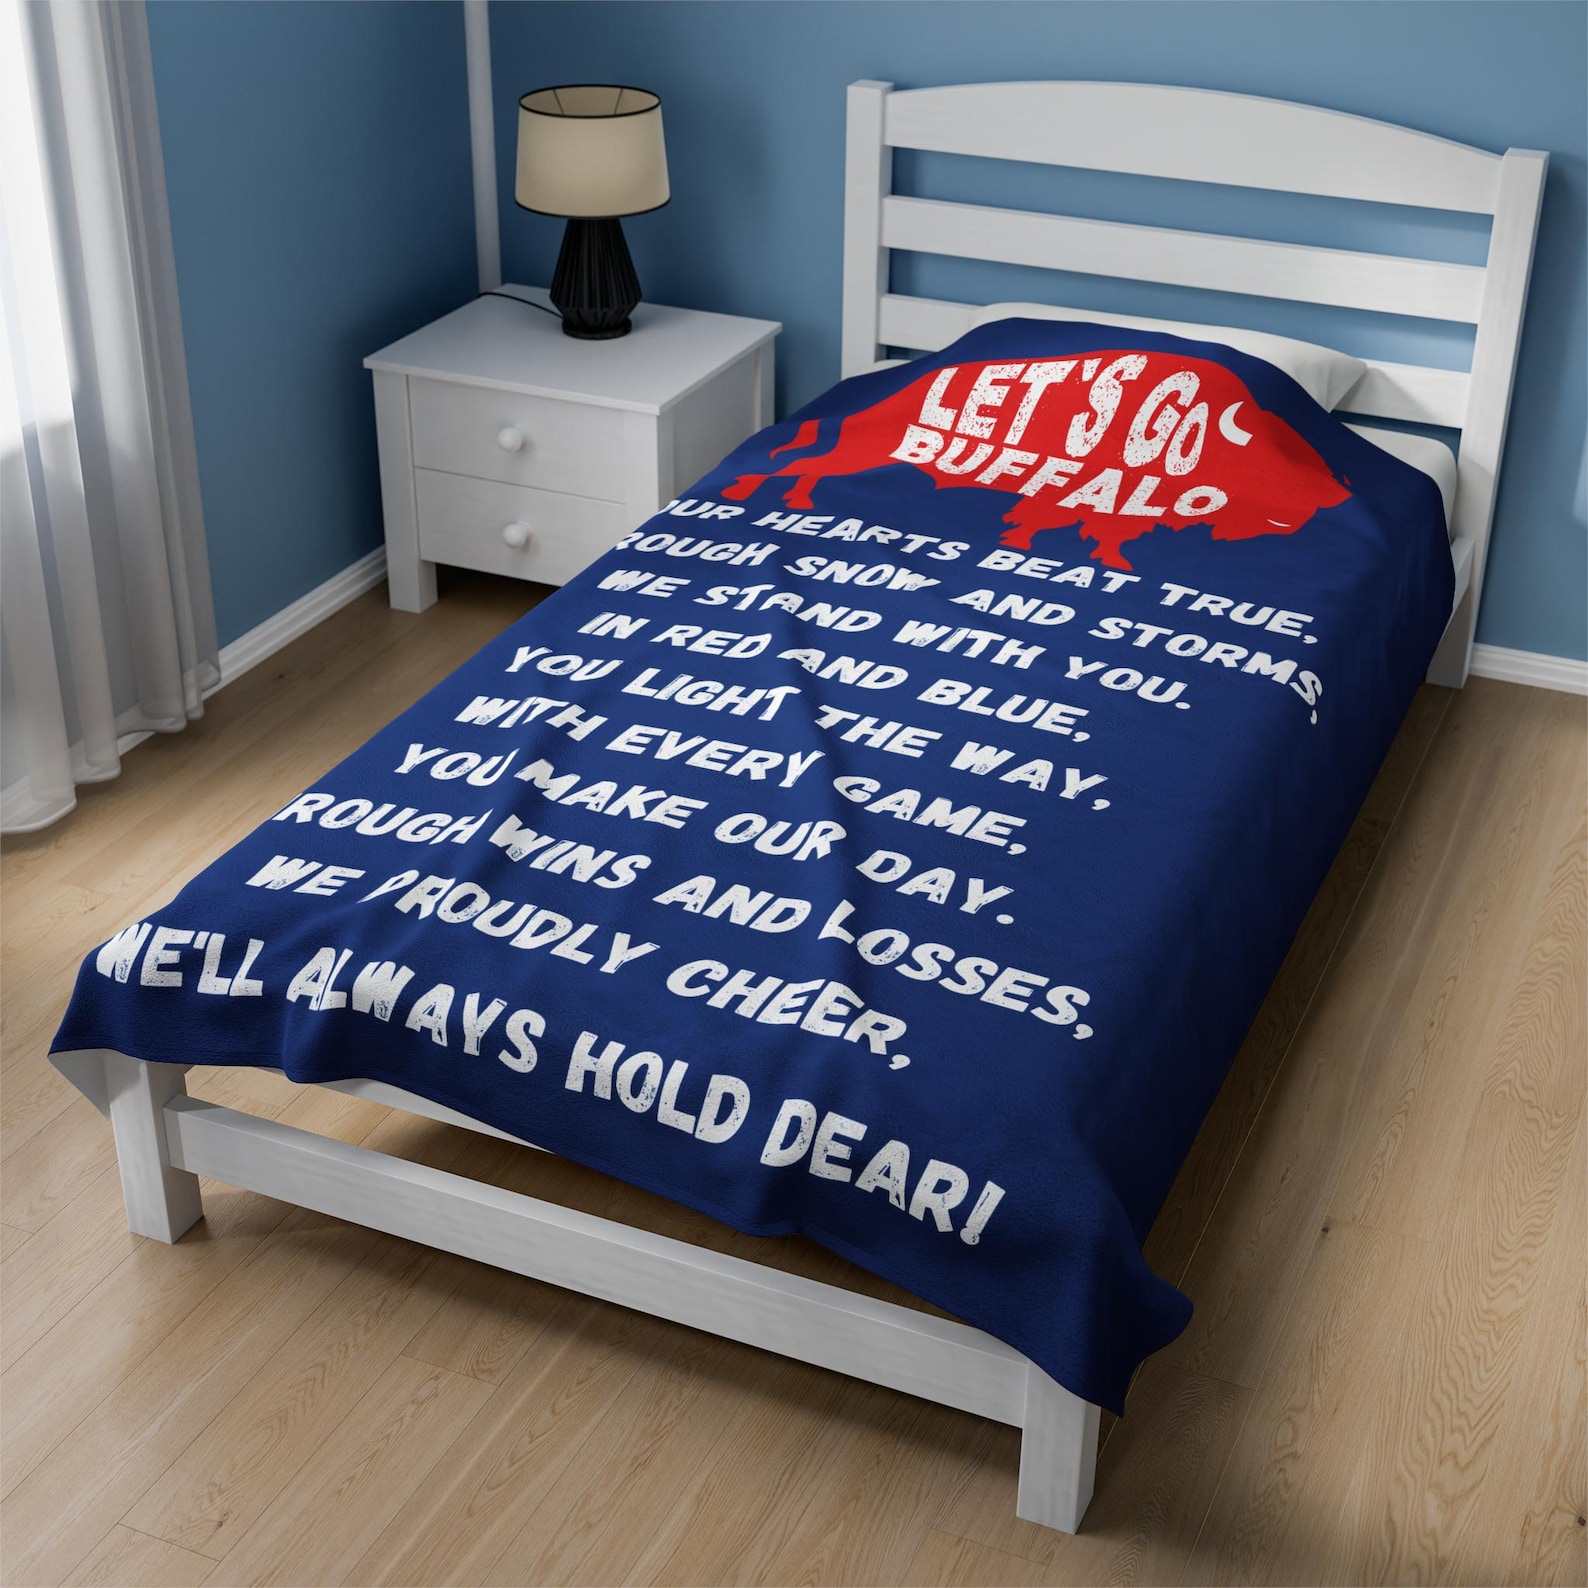 LET'S GO
BUFFALO
OUR HEARTS BEAT TRUE,
ROUGH SNOW AND STORMS,
WE STAND WITH YOU.
IN RED AND BLUE,
YOU LIGHT THE WAY,
WITH EVERY GAME,
YOU MAKE OUR DAY.
ROUGH WINS AND LOSSES,
WE PROUDLY CHEER,
WE'LL ALWAYS HOLD DEAR!